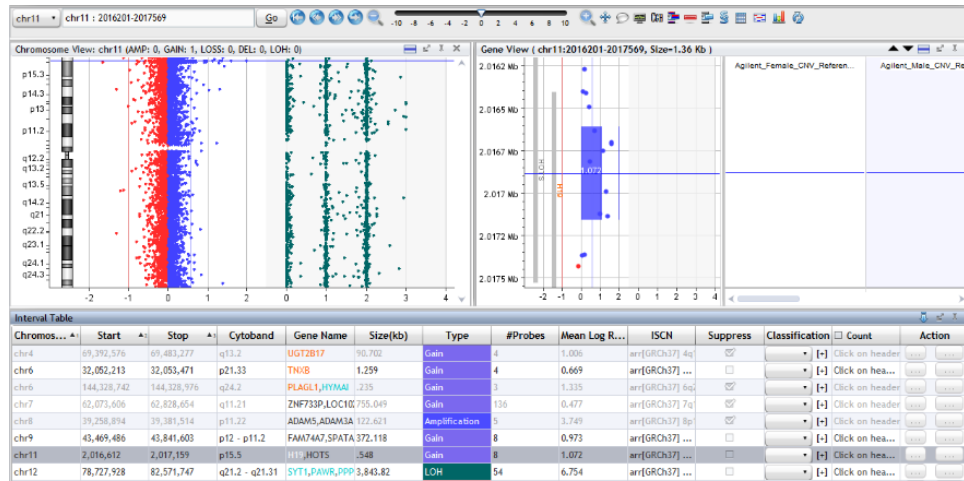 chr11 chr11 : 2016201-2017569 Go -10 -8 -6 -4 -2 0 2 4 6 8 10
Chromosome View: chr11 (AMP: 0, GAIN: 1, LOSS: 0, DEL: 0, LOH: 0)
p15.3
p14.3
p13
p11.2
q12.2
q13.2
q13.5
q14.2
q21
q22.2
q23.1
q24.1
q24.3
-2 -1 0 1 2 3 0 1 2 3 4
Gene View ( chr11:2016201-2017569, Size=1.36 Kb )
2.0162 Mb
2.0165 Mb
2.0167 Mb
2.017 Mb
2.0172 Mb
2.0175 Mb
HOTS
H19
1.072
-2 -1 0 1 2 3 4
Agilent_Female_CNV_Referen... Agilent_Male_CNV_Re
Interval Table
Chromos... Start Stop Cytoband Gene Name Size(kb) Type #Probes Mean Log R... ISCN Suppress Classification Count Action
chr4 69,392,576 69,483,277 q13.2 UGT2B17 90.702 Gain 4 1.006 arr[GRCh37] 4q [+] Click on header ... ...
chr6 32,052,213 32,053,471 p21.33 TNXB 1.259 Gain 4 0.669 arr[GRCh37] ... [+] Click on hea... ... ...
chr6 144,328,742 144,328,976 q24.2 PLAGL1,HYMAI .235 Gain 3 1.335 arr[GRCh37] 6q [+] Click on header ... ...
chr7 62,073,606 62,828,654 q11.21 ZNF733P,LOC10 755.049 Gain 136 0.477 arr[GRCh37] 7q [+] Click on header ... ...
chr8 39,258,894 39,381,514 p11.22 ADAM5,ADAM3A 122.621 Amplification 5 3.749 arr[GRCh37] 8p [+] Click on header ... ...
chr9 43,469,486 43,841,603 p12 - p11.2 FAM74A7,SPATA 372.118 Gain 8 0.973 arr[GRCh37] ... [+] Click on hea... ... ...
chr11 2,016,612 2,017,159 p15.5 H19,HOTS .548 Gain 8 1.072 arr[GRCh37] ... [+] Click on hea... ... ...
chr12 78,727,928 82,571,747 q21.2 - q21.31 SYT1,PAWR,PPP 3,843.82 LOH 54 6.754 arr[GRCh37] ... [+] Click on hea... ... ...